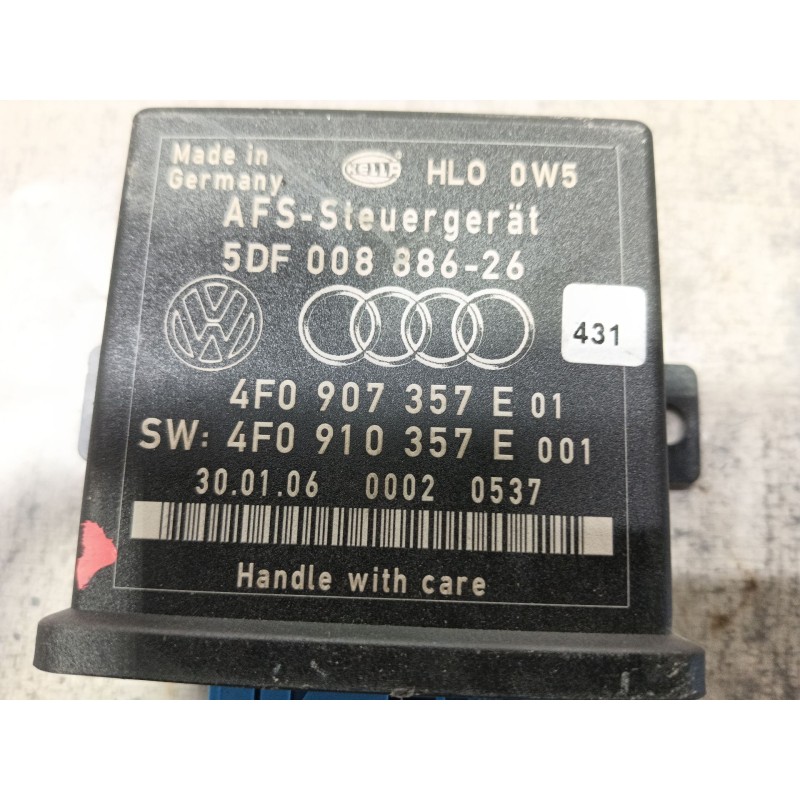 Made in
Germany
HELLA
HLO 0W5
AFS-Steuergerät
5DF 008 886-26
VW
431
4F0 907 357 E 01
SW: 4F0 910 357 E 001
30.01.06 0002 0537
Handle with care